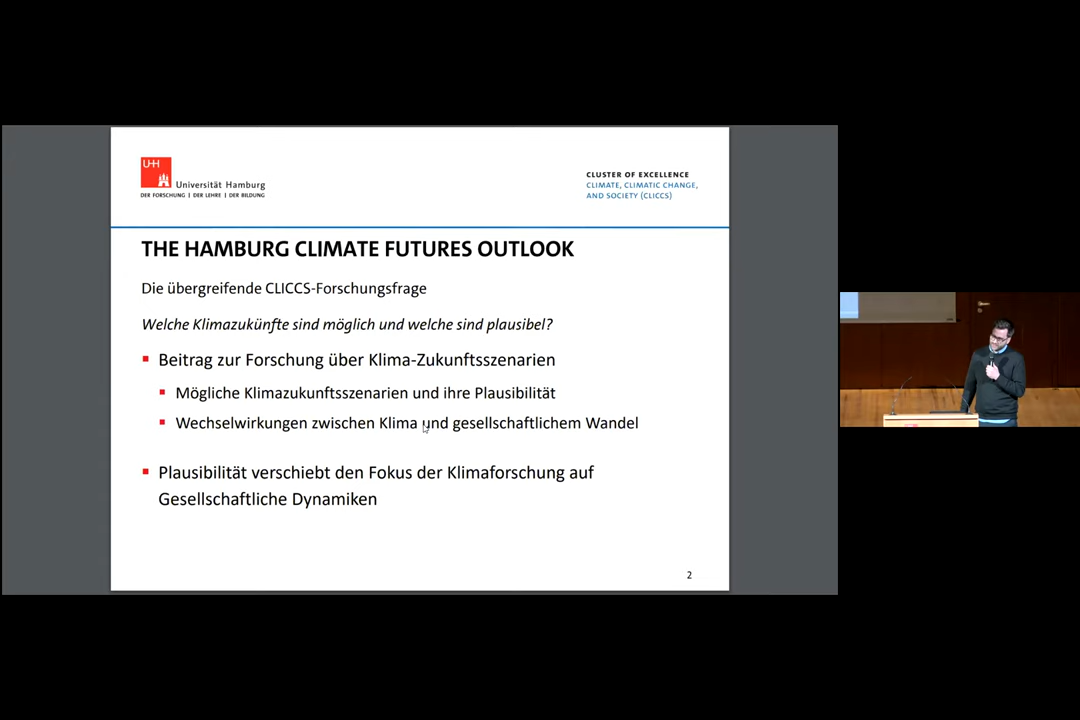 UHH
Universität Hamburg
DER FORSCHUNG | DER LEHRE | DER BILDUNG
CLUSTER OF EXCELLENCE
CLIMATE, CLIMATIC CHANGE,
AND SOCIETY (CLICCS)
THE HAMBURG CLIMATE FUTURES OUTLOOK
Die übergreifende CLICCS-Forschungsfrage
Welche Klimazukünfte sind möglich und welche sind plausibel?
Beitrag zur Forschung über Klima-Zukunftsszenarien
Mögliche Klimazukunftsszenarien und ihre Plausibilität
Wechselwirkungen zwischen Klima und gesellschaftlichem Wandel
Plausibilität verschiebt den Fokus der Klimaforschung auf
Gesellschaftliche Dynamiken
2